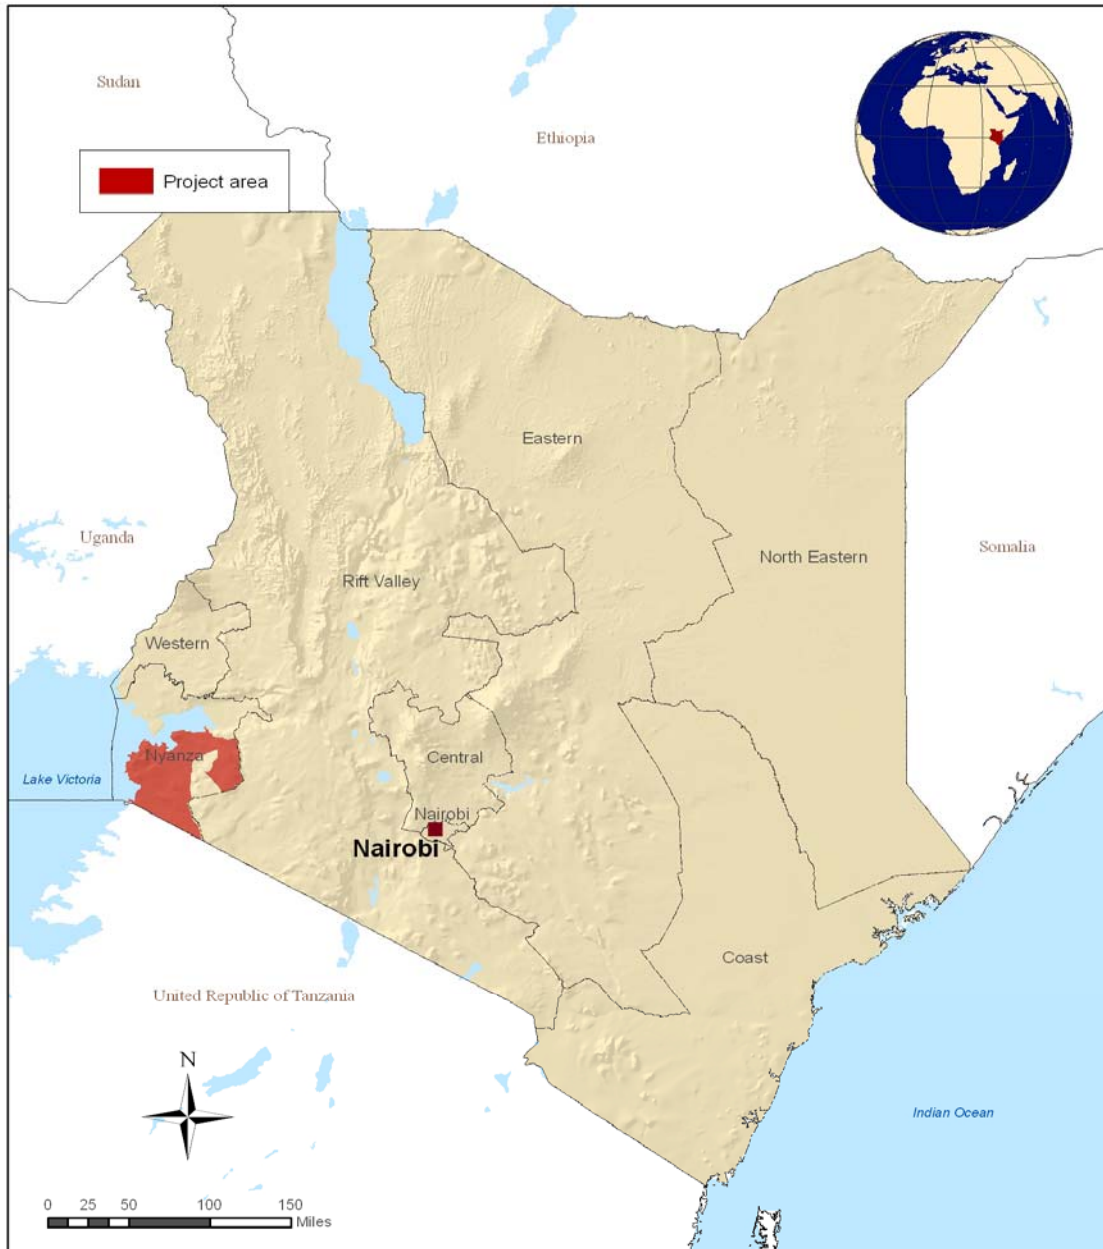 Sudan
Ethiopia
Project area
Eastern
Uganda
Somalia
North Eastern
Rift Valley
Western
Nyanza
Central
Lake Victoria
Nairobi
Nairobi
Coast
United Republic of Tanzania
N
Indian Ocean
0 25 50 100 150
Miles